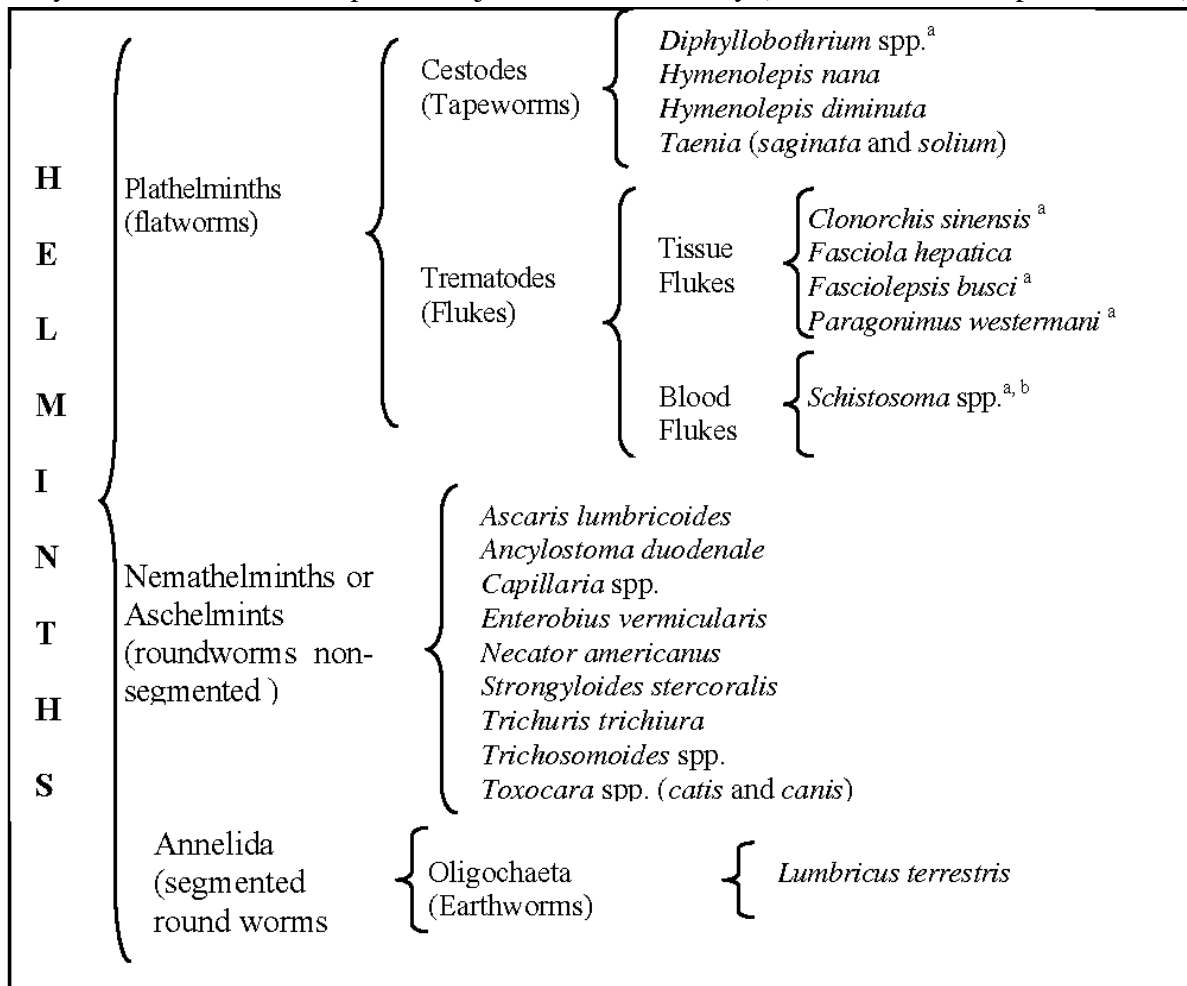 H
E
L
M
I
N
T
H
S
Plathelminths
(flatworms)
Cestodes
(Tapeworms)
Diphyllobothrium spp.ᵃ
Hymenolepis nana
Hymenolepis diminuta
Taenia (saginata and solium)
Trematodes
(Flukes)
Tissue
Flukes
Clonorchis sinensis ᵃ
Fasciola hepatica
Fasciolepsis busci ᵃ
Paragonimus westermani ᵃ
Blood
Flukes
Schistosoma spp.ᵃ, ᵇ
Nemathelminths or
Aschelmints
(roundworms non-
segmented )
Ascaris lumbricoides
Ancylostoma duodenale
Capillaria spp.
Enterobius vermicularis
Necator americanus
Strongyloides stercoralis
Trichuris trichiura
Trichosomoides spp.
Toxocara spp. (catis and canis)
Annelida
(segmented
round worms
Oligochaeta
(Earthworms)
Lumbricus terrestris